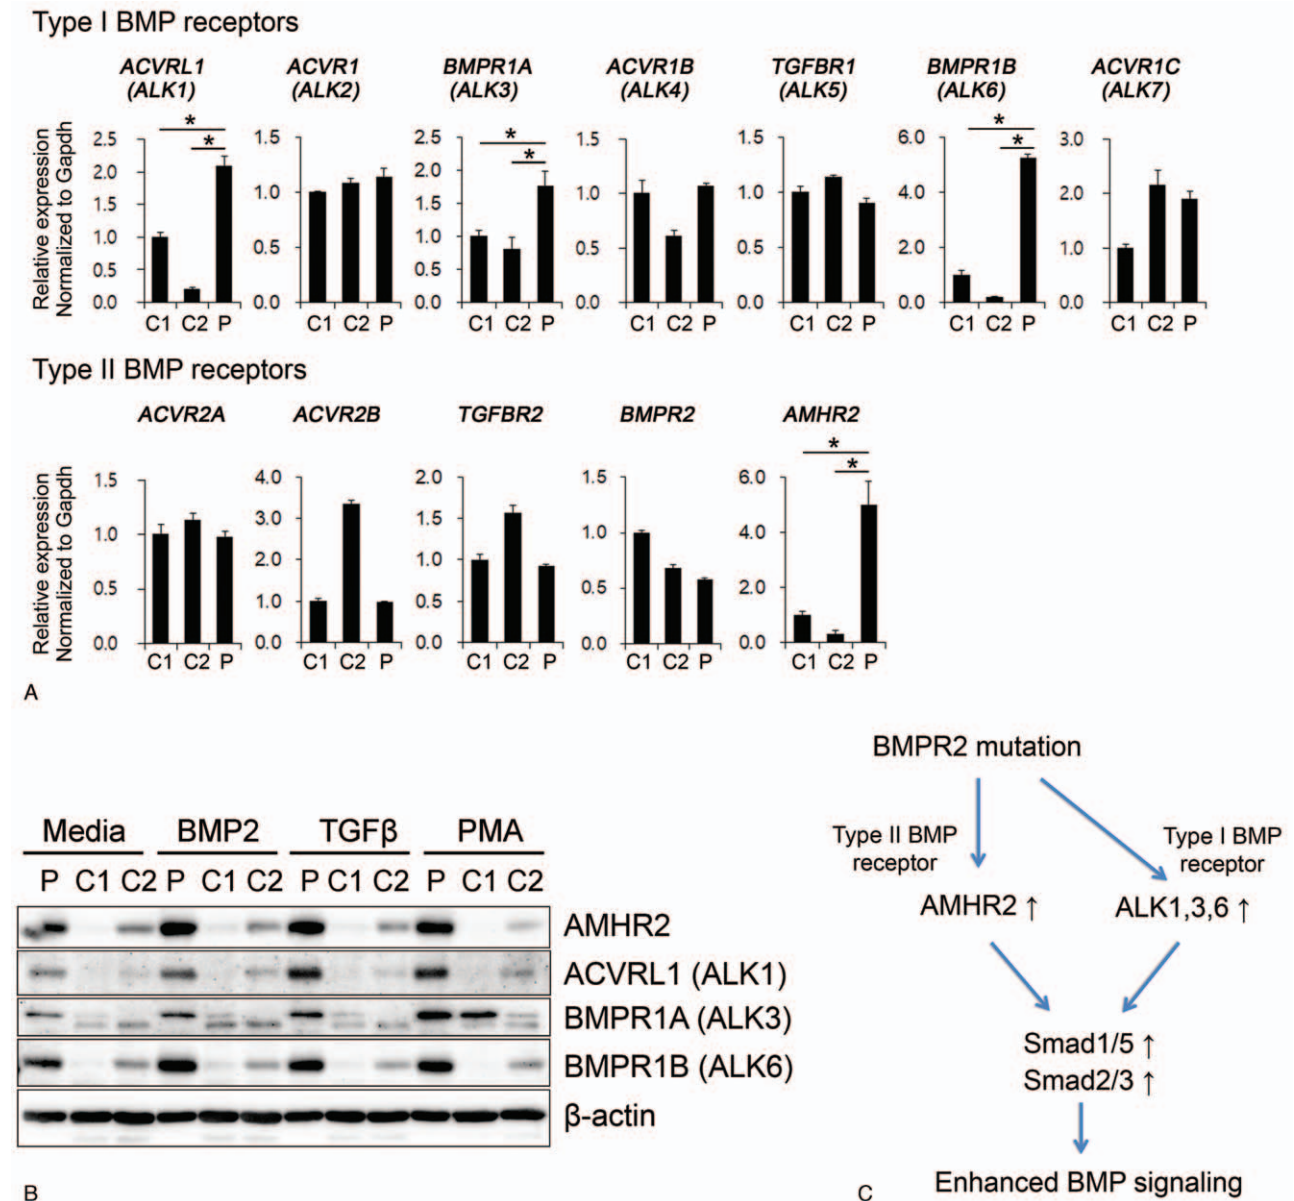 Type I BMP receptors
ACVRL1 ACVR1 BMPR1A ACVR1B TGFBR1 BMPR1B ACVR1C
(ALK1) (ALK2) (ALK3) (ALK4) (ALK5) (ALK6) (ALK7)
Relative expression
Normalized to Gapdh
2.5 2.0 1.5 1.0 0.5 0.0
* *
C1 C2 P
1.5 1.0 0.5 0.0
C1 C2 P
2.5 2.0 1.5 1.0 0.5 0.0
* *
C1 C2 P
1.5 1.0 0.5 0.0
C1 C2 P
1.5 1.0 0.5 0.0
C1 C2 P
6.0 4.0 2.0 0.0
* *
C1 C2 P
3.0 2.0 1.0 0.0
C1 C2 P
Type II BMP receptors
ACVR2A ACVR2B TGFBR2 BMPR2 AMHR2
Relative expression
Normalized to Gapdh
1.5 1.0 0.5 0.0
C1 C2 P
4.0 3.0 2.0 1.0 0.0
C1 C2 P
2.0 1.5 1.0 0.5 0.0
C1 C2 P
1.5 1.0 0.5 0.0
C1 C2 P
6.0 4.0 2.0 0.0
* *
C1 C2 P
A
Media BMP2 TGFβ PMA
P C1 C2 P C1 C2 P C1 C2 P C1 C2
AMHR2
ACVRL1 (ALK1)
BMPR1A (ALK3)
BMPR1B (ALK6)
β-actin
B
BMPR2 mutation
Type II BMP
receptor
Type I BMP
receptor
AMHR2 ↑
ALK1,3,6 ↑
Smad1/5 ↑
Smad2/3 ↑
Enhanced BMP signaling
C